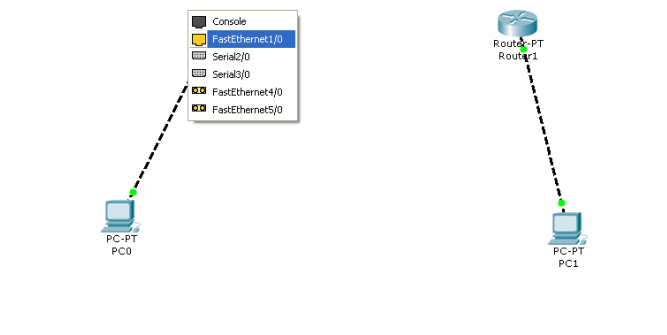 Console
FastEthernet1/0
Serial2/0
Serial3/0
FastEthernet4/0
FastEthernet5/0
Router-PT
Router1
PC-PT
PC0
PC-PT
PC1